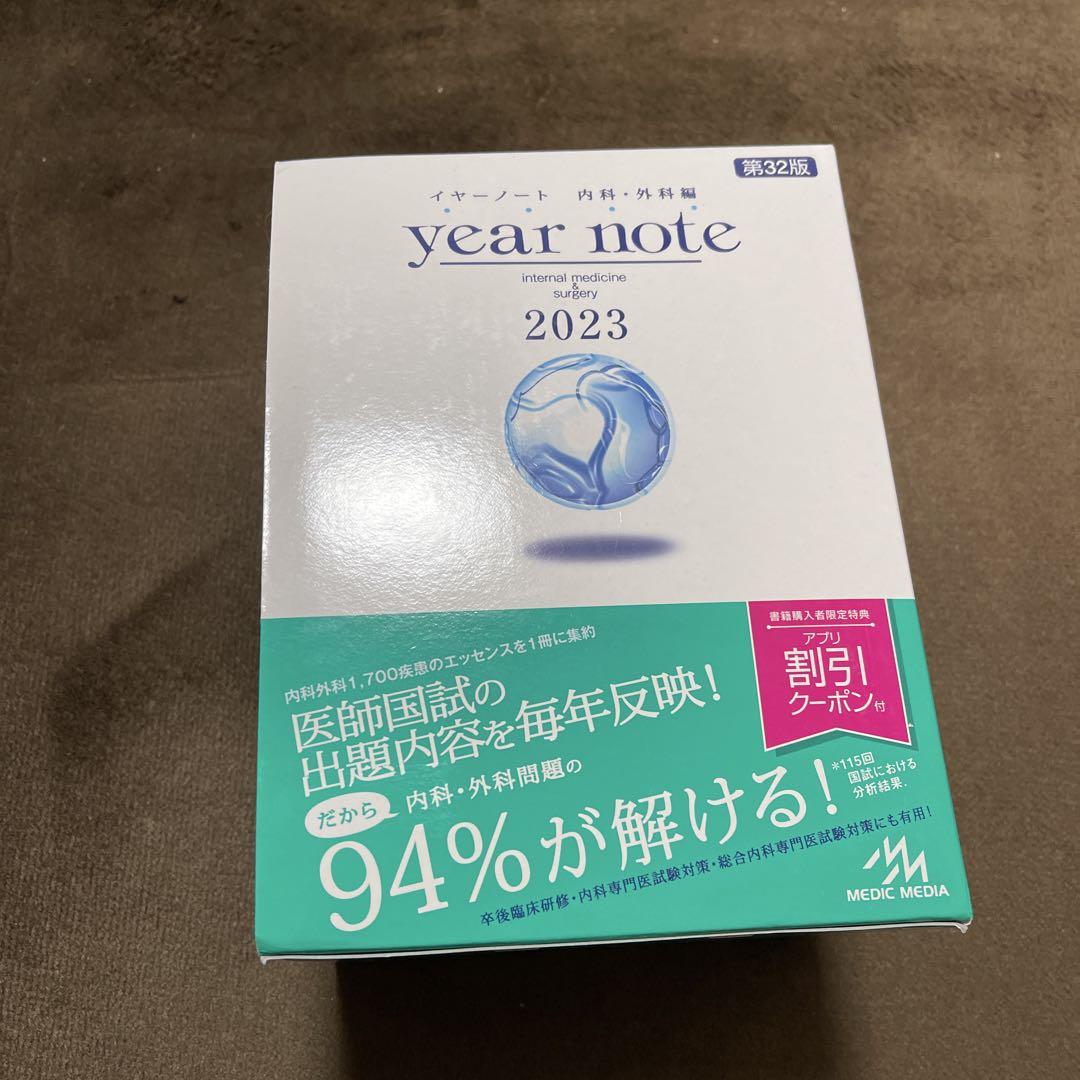 第32版
イヤーノート 内科・外科編
year note
internal medicine
&
surgery
2023
書籍購入者限定特典
アプリ
割引
クーポン付
内科外科1,700疾患のエッセンスを1冊に集約
医師国試の
出題内容を毎年反映!
だから
内科・外科問題の
94%が解ける!
*115回
国試における
分析結果.
卒後臨床研修・内科専門医試験対策・総合内科専門医試験対策にも有用!
MEDIC MEDIA